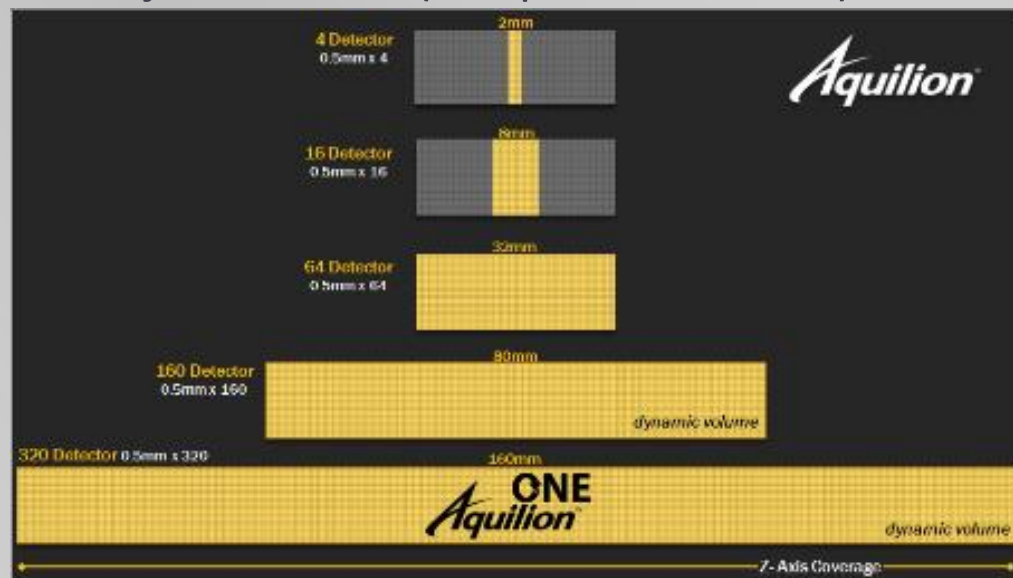 2mm
4 Detector
0.5mm x 4
Aquilion
8mm
16 Detector
0.5mm x 16
32mm
64 Detector
0.5mm x 64
80mm
160 Detector
0.5mm x 160
dynamic volume
320 Detector 0.5mm x 320
160mm
ONE
Aquilion
dynamic volume
Z-Axis Coverage